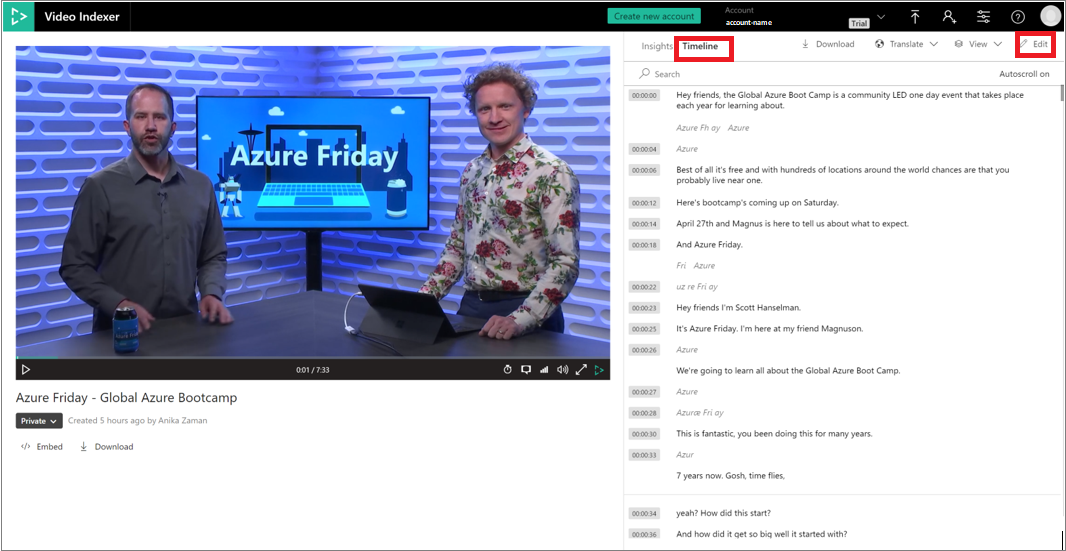 Video Indexer
Create new account
Account
account-name
Trial
Azure Friday
0:01 / 7:33
Azure Friday - Global Azure Bootcamp
Private
Created 5 hours ago by Anika Zaman
Embed
Download
Insights
Timeline
Download
Translate
View
Edit
Search
Autoscroll on
00:00:00
Hey friends, the Global Azure Boot Camp is a community LED one day event that takes place
each year for learning about.
Azure Fh ay Azure
00:00:04
Azure
00:00:06
Best of all it's free and with hundreds of locations around the world chances are that you
probably live near one.
00:00:12
Here's bootcamp's coming up on Saturday.
00:00:14
April 27th and Magnus is here to tell us about what to expect.
00:00:18
And Azure Friday.
Fri Azure
00:00:22
uz re Fri ay
00:00:23
Hey friends I'm Scott Hanselman.
00:00:25
It's Azure Friday. I'm here at my friend Magnuson.
00:00:26
Azure
We're going to learn all about the Global Azure Boot Camp.
00:00:27
Azure
00:00:28
Azuræ Fri ay
00:00:30
This is fantastic, you been doing this for many years.
00:00:33
Azur
7 years now. Gosh, time flies,
00:00:34
yeah? How did this start?
00:00:36
And how did it get so big well it started with?